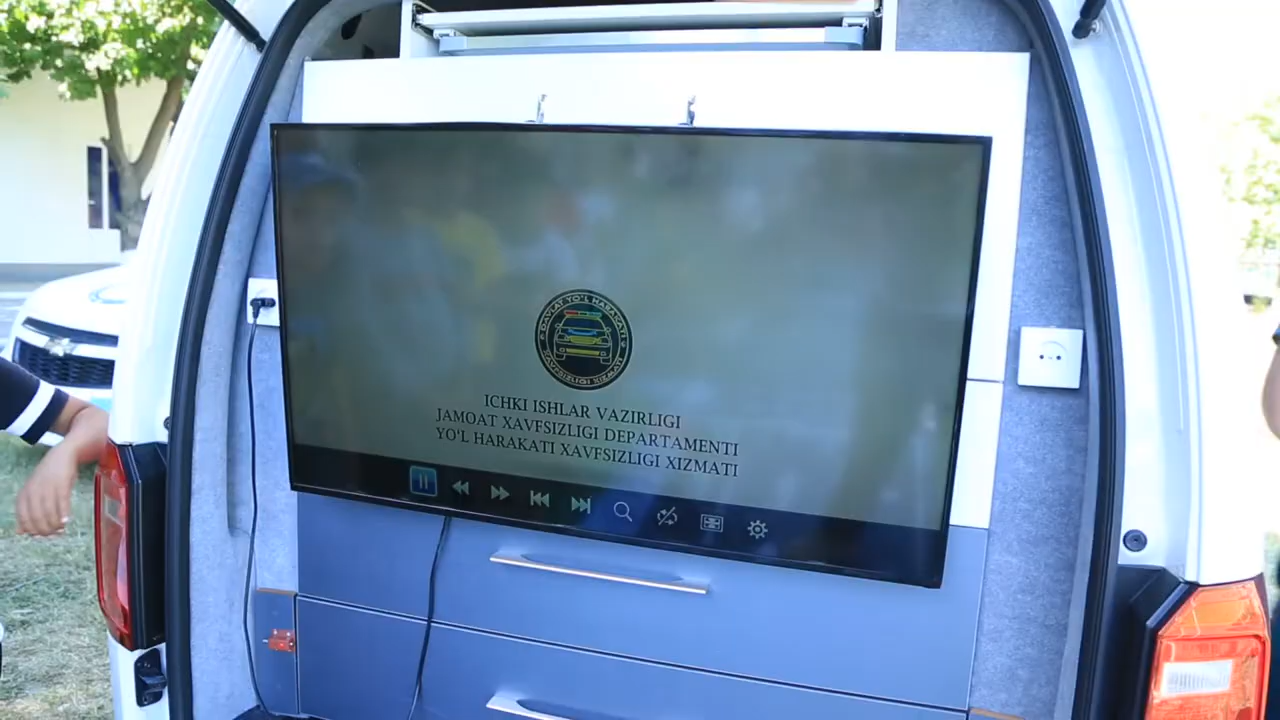 DAVLAT YO'L HARAKATI
XAVFSIZLIGI XIZMATI
ICHKI ISHLAR VAZIRLIGI
JAMOAT XAVFSIZLIGI DEPARTAMENTI
YO'L HARAKATI XAVFSIZLIGI XIZMATI